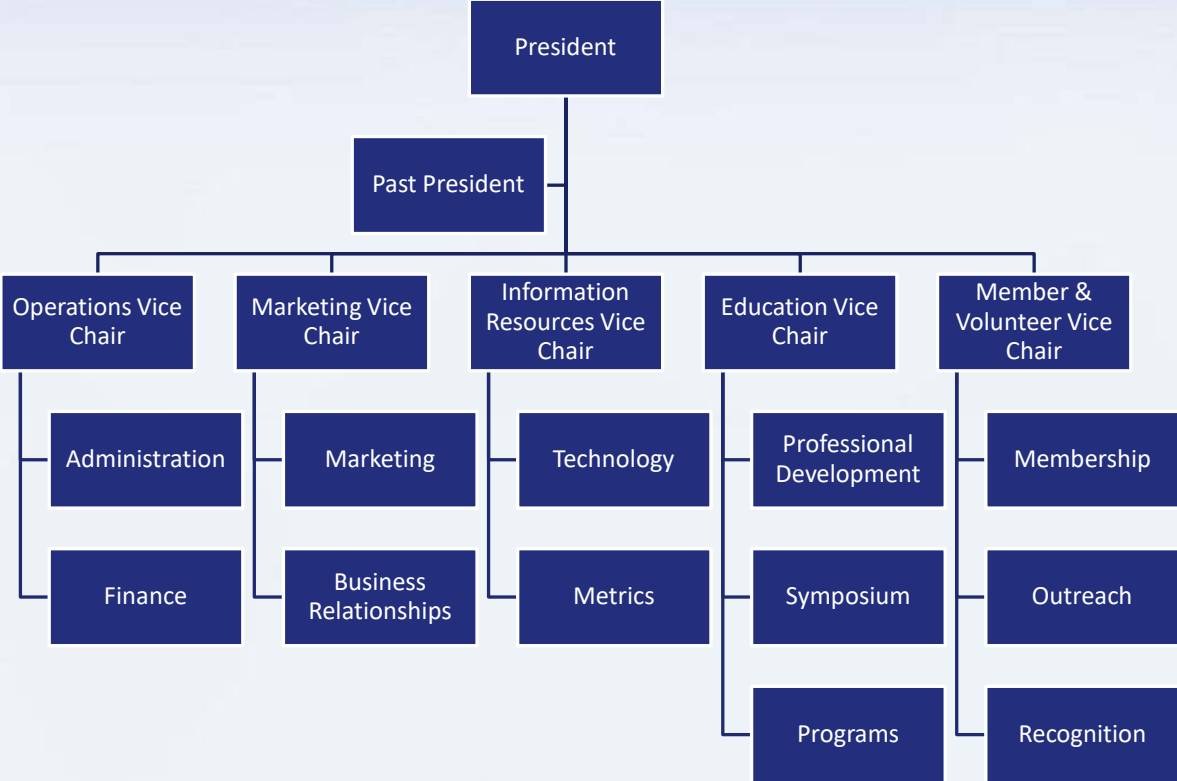 President
Past President
Operations Vice
Chair
Marketing Vice
Chair
Information
Resources Vice
Chair
Education Vice
Chair
Member &
Volunteer Vice
Chair
Administration
Marketing
Technology
Professional
Development
Membership
Finance
Business
Relationships
Metrics
Symposium
Outreach
Programs
Recognition